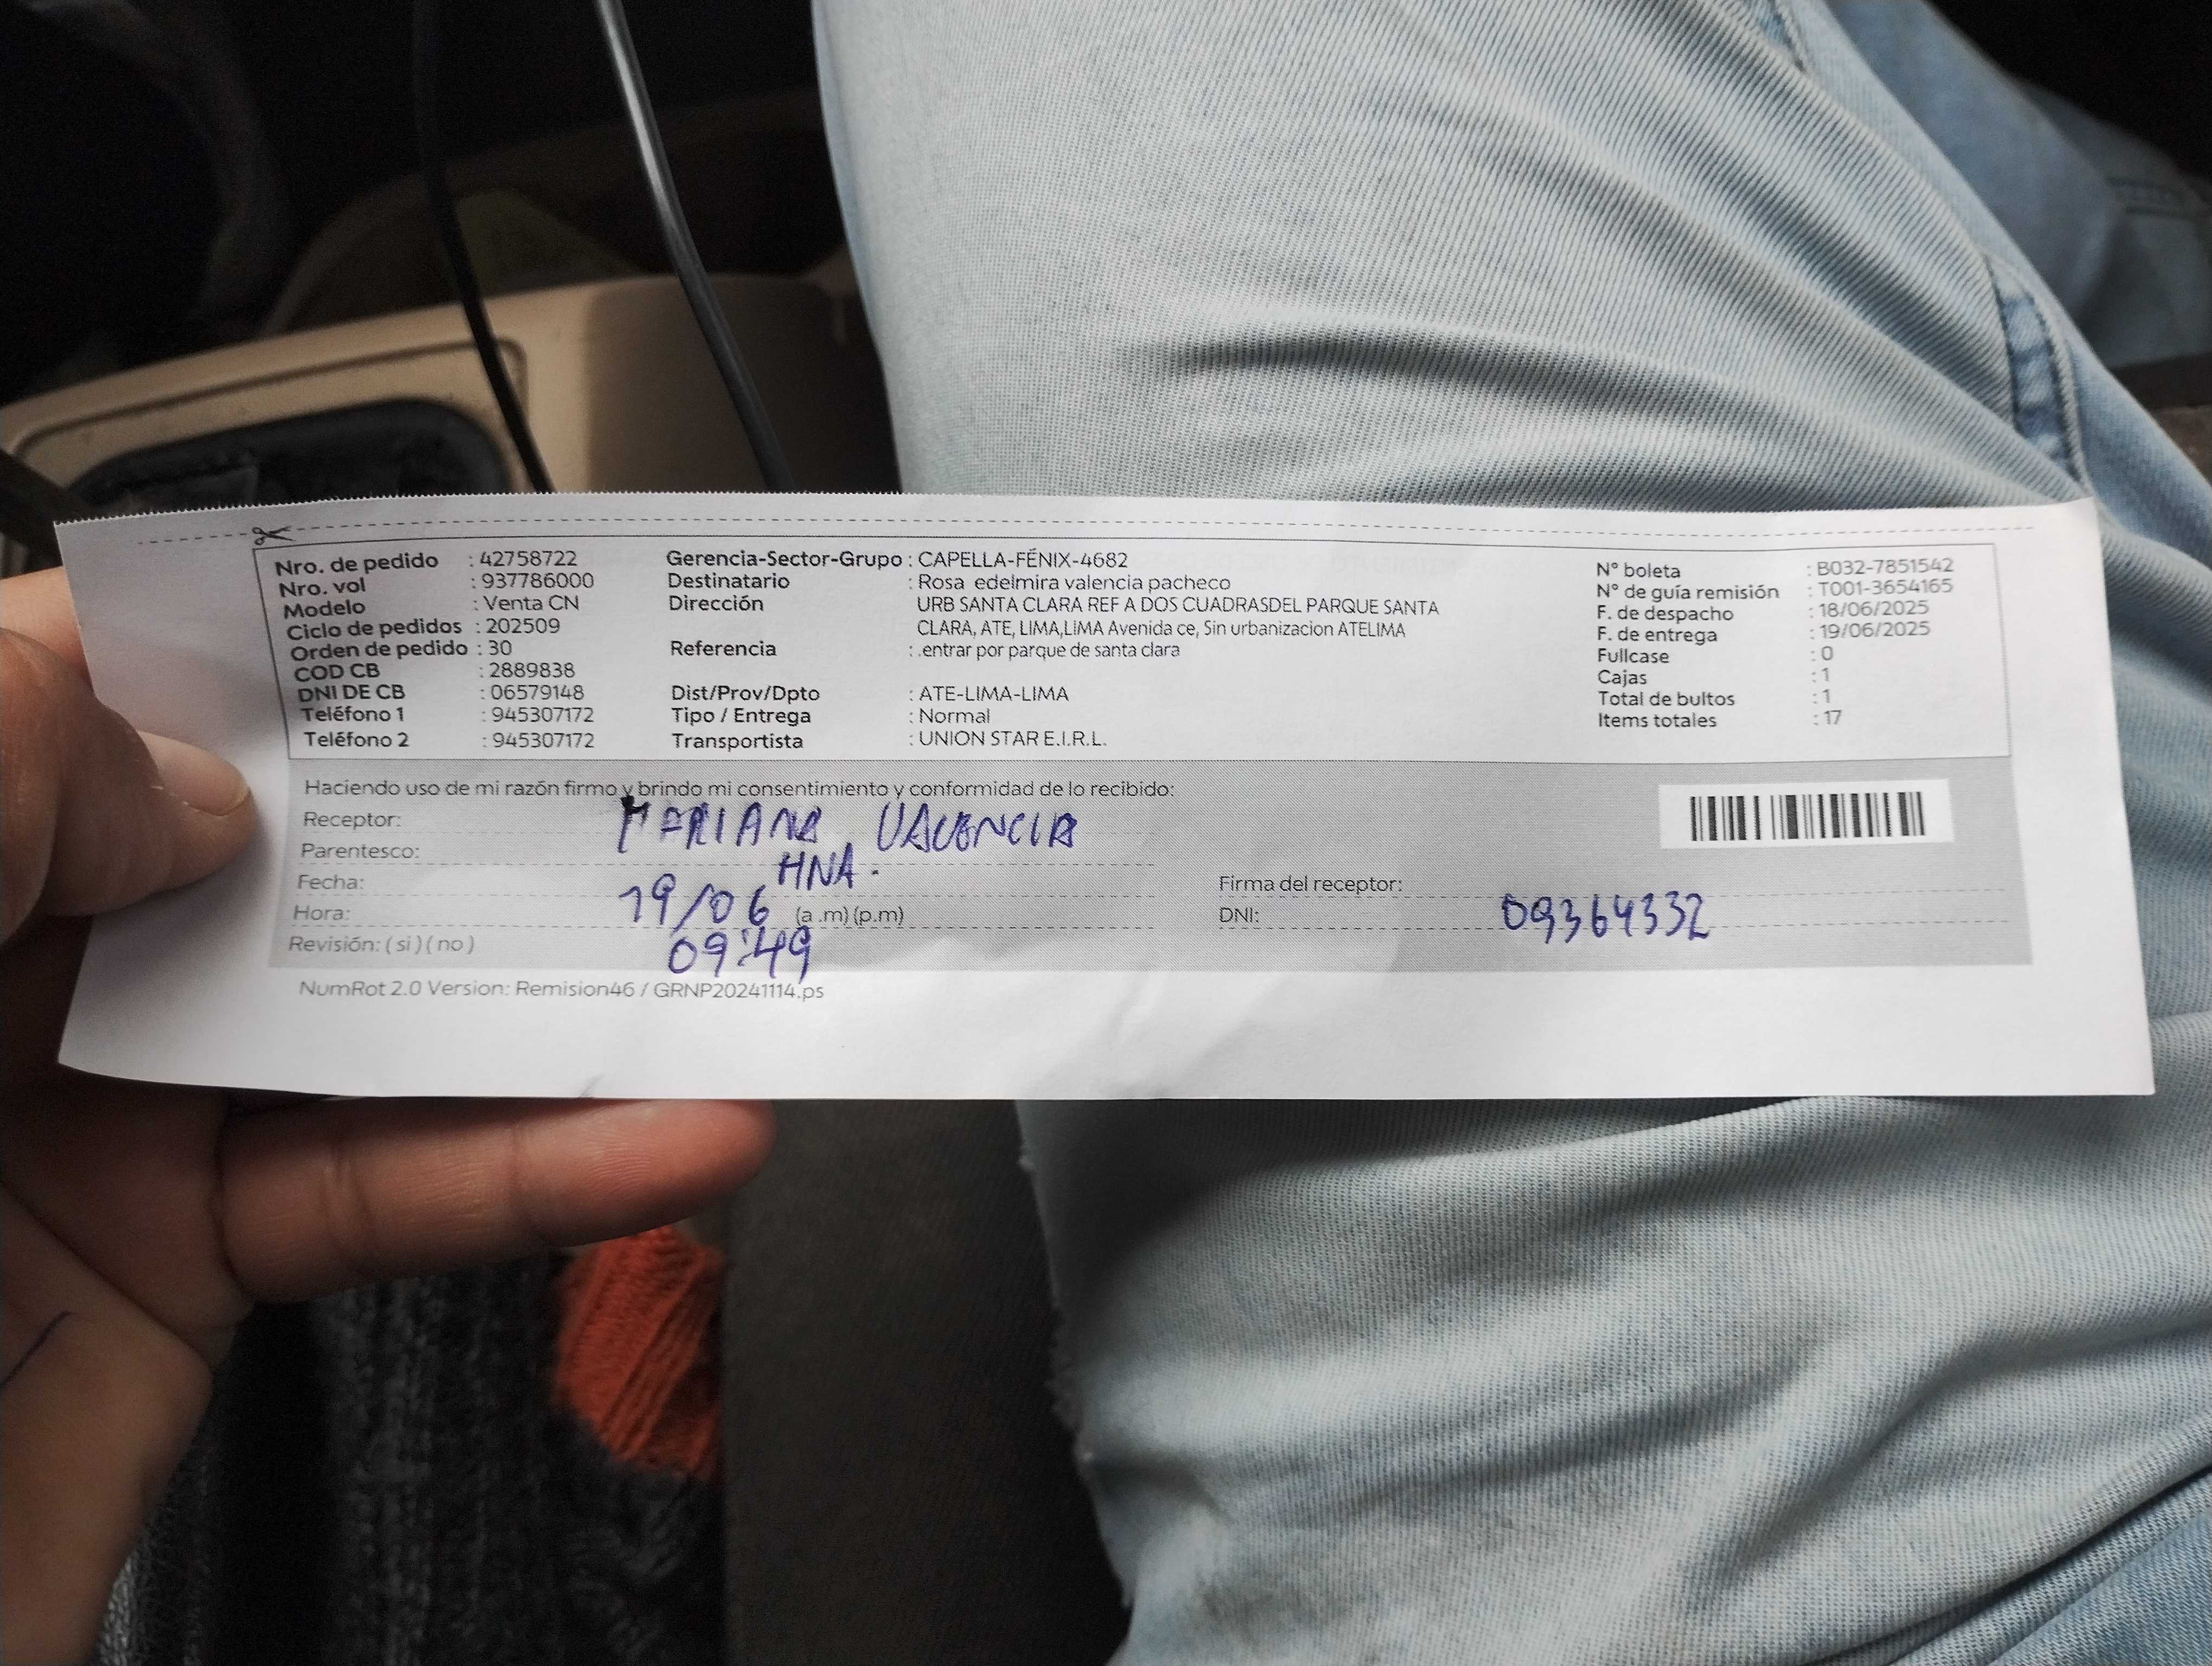 Nro. de pedido : 42758722 Gerencia-Sector-Grupo : CAPELLA-FÉNIX-4682 N° boleta : B032-7851542
Nro. vol : 937786000 Destinatario : Rosa edelmira valencia pacheco N° de guía remisión : T001-3654165
Modelo : Venta CN Dirección URB SANTA CLARA REF A DOS CUADRASDEL PARQUE SANTA F. de despacho : 18/06/2025
Ciclo de pedidos : 202509 CLARA, ATE, LIMA,LIMA Avenida ce, Sin urbanizacion ATELIMA F. de entrega : 19/06/2025
Orden de pedido : 30 Referencia : .entrar por parque de santa clara Fullcase : 0
COD CB : 2889838 Cajas : 1
DNI DE CB : 06579148 Dist/Prov/Dpto : ATE-LIMA-LIMA Total de bultos : 1
Teléfono 1 : 945307172 Tipo / Entrega : Normal Items totales : 17
Teléfono 2 : 945307172 Transportista : UNION STAR E.I.R.L.
Haciendo uso de mi razón firmo y brindo mi consentimiento y conformidad de lo recibido:
Receptor: MARIANA VALENCIA
Parentesco: HNA.
Fecha: 19/06 Firma del receptor:
Hora: 09:49 (a .m) (p.m) DNI: 09364332
Revisión: ( si ) ( no )
NumRot 2.0 Version: Remision46 / GRNP20241114.ps